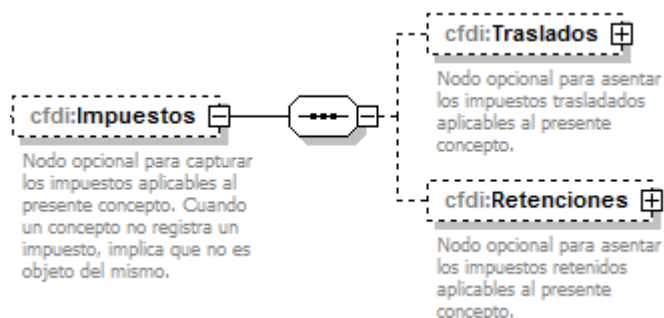 cfdi:Traslados
Nodo opcional para asentar
los impuestos trasladados
aplicables al presente
concepto.
cfdi:Impuestos
Nodo opcional para capturar
los impuestos aplicables al
presente concepto. Cuando
un concepto no registra un
impuesto, implica que no es
objeto del mismo.
cfdi:Retenciones
Nodo opcional para asentar
los impuestos retenidos
aplicables al presente
concepto.